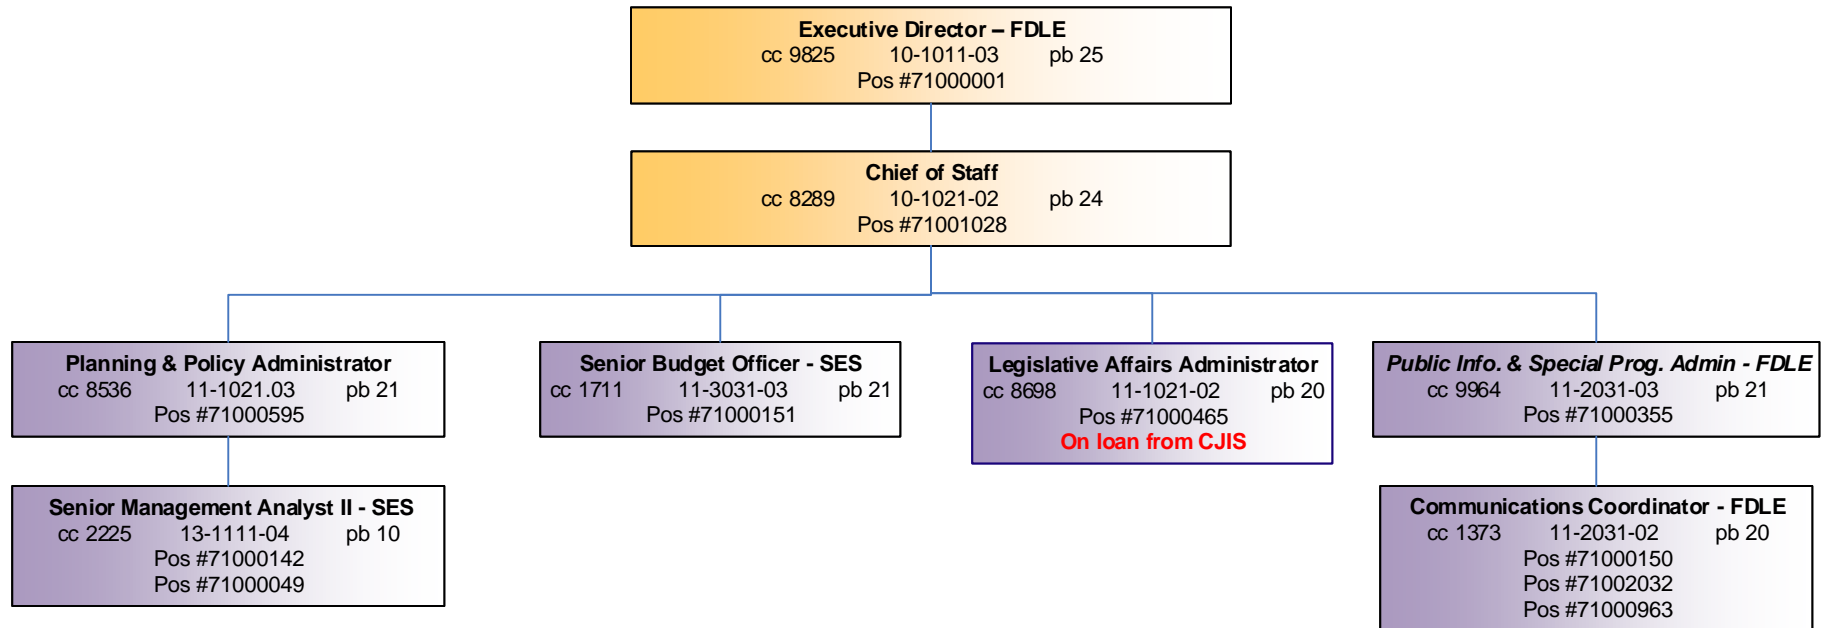 Executive Director – FDLE
cc 9825 10-1011-03 pb 25
Pos #71000001
Chief of Staff
cc 8289 10-1021-02 pb 24
Pos #71001028
Planning & Policy Administrator
cc 8536 11-1021.03 pb 21
Pos #71000595
Senior Budget Officer - SES
cc 1711 11-3031-03 pb 21
Pos #71000151
Legislative Affairs Administrator
cc 8698 11-1021-02 pb 20
Pos #71000465
On loan from CJIS
Public Info. & Special Prog. Admin - FDLE
cc 9964 11-2031-03 pb 21
Pos #71000355
Senior Management Analyst II - SES
cc 2225 13-1111-04 pb 10
Pos #71000142
Pos #71000049
Communications Coordinator - FDLE
cc 1373 11-2031-02 pb 20
Pos #71000150
Pos #71002032
Pos #71000963